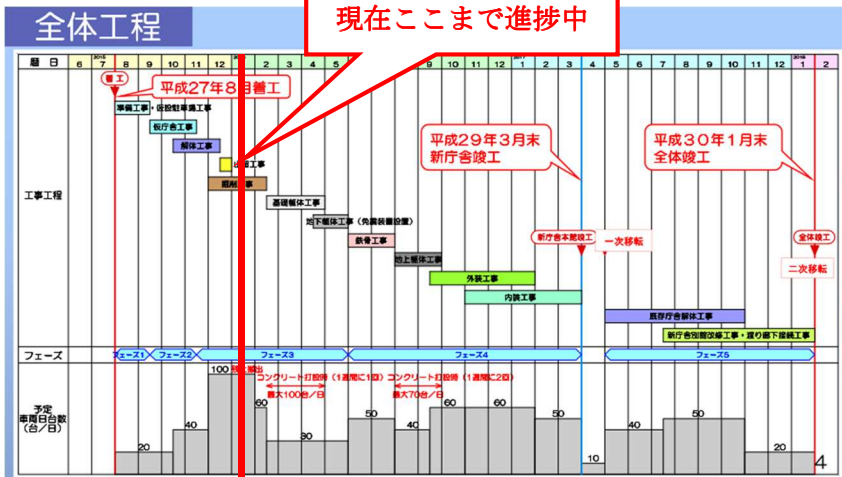 全体工程
現在ここまで進捗中
暦 日
6 7 8 9 10 11 12 2 3 4 5 9 10 11 12 1 2 3 4 5 6 7 8 9 10 11 12 1 2
着工
平成27年8月着工
準備工事・仮設駐車場工事
仮庁舎工事
解体工事
工事
平成29年3月末
新庁舎竣工
平成30年1月末
全体竣工
工事工程
基礎躯体工事
地下躯体工事（免震装置設置）
鉄骨工事
新庁舎本館竣工
一次移転
全体竣工
地上躯体工事
二次移転
外装工事
内装工事
既存庁舎解体工事
新庁舎別館改修工事・渡り廊下接続工事
フェーズ
フェーズ1 フェーズ2 フェーズ3 フェーズ4 フェーズ5
100
コンクリート打設時（1週間に1回） コンクリート打設時（1週間に2回）
最大100台／日 最大70台／日
予定
車両日台数
（台／日）
20 40 60 30 50 40 60 60 50 10 40 50 20
4